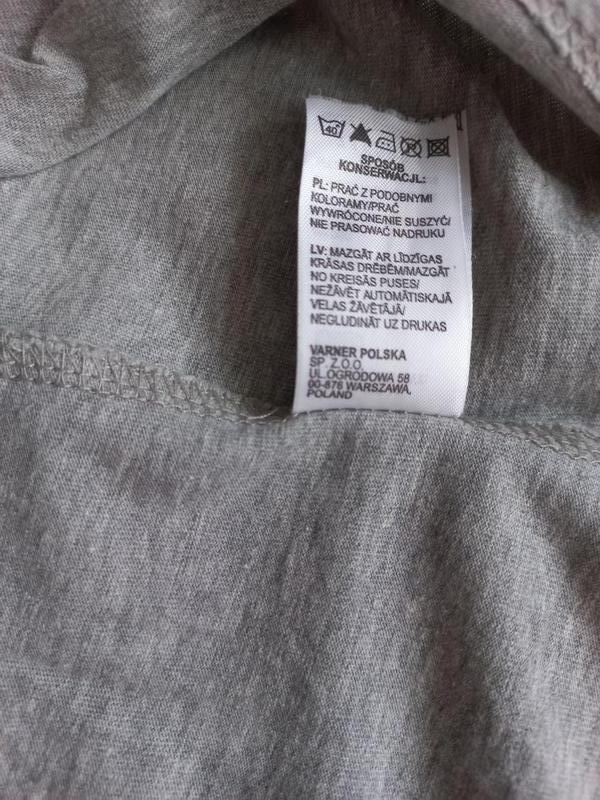 40
SPOSÓB
KONSERWACJI:
PL: PRAĆ Z PODOBNYMI
KOLORAMY/PRAĆ
WYWRÓCONE/NIE SUSZYĆ/
NIE PRASOWAĆ NADRUKU
LV: MAZGĀT AR LĪDZĪGAS
KRĀSAS DRĒBĒM/MAZGĀT
NO KREISĀS PUSES/
NEŽĀVĒT AUTOMĀTISKAJĀ
VELAS ŽĀVĒTĀJĀ/
NEGLUDINĀT UZ DRUKAS
VARNER POLSKA
SP. Z.O.O.
UL.OGRODOWA 58
00-876 WARSZAWA,
POLAND